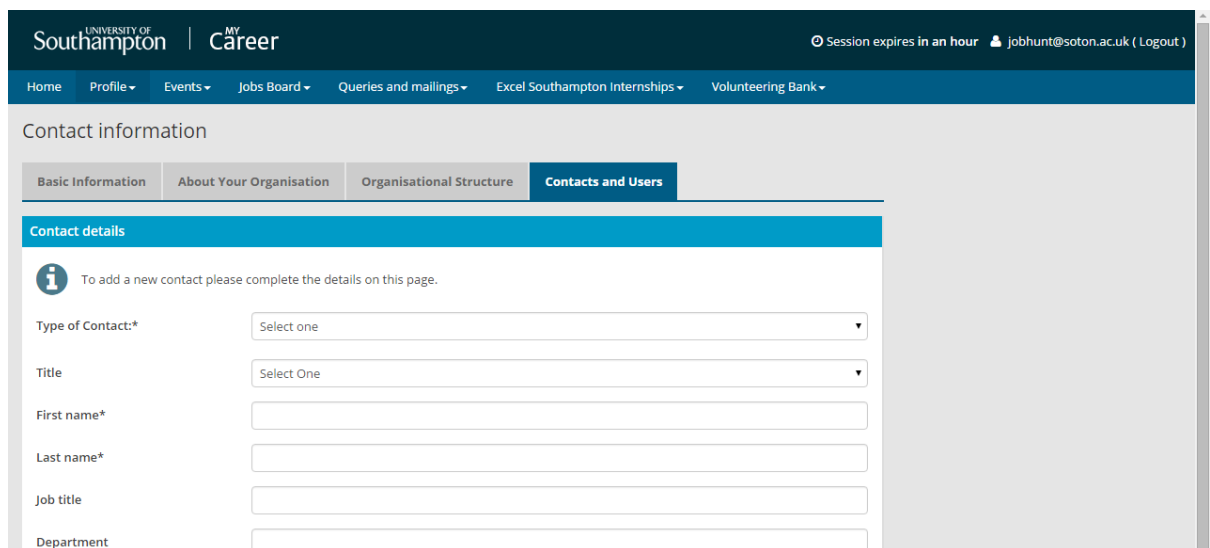 UNIVERSITY OF
Southampton
MY
Career
Session expires in an hour jobhunt@soton.ac.uk ( Logout )
Home Profile Events Jobs Board Queries and mailings Excel Southampton Internships Volunteering Bank
Contact information
Basic Information About Your Organisation Organisational Structure Contacts and Users
Contact details
To add a new contact please complete the details on this page.
Type of Contact:* Select one
Title Select One
First name*
Last name*
Job title
Department